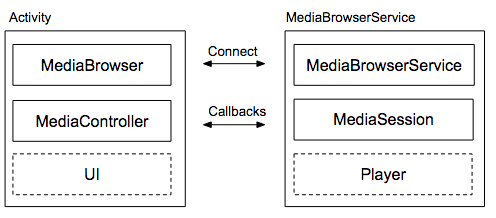 Activity
MediaBrowserService
MediaBrowser
Connect
MediaBrowserService
MediaController
Callbacks
MediaSession
UI
Player